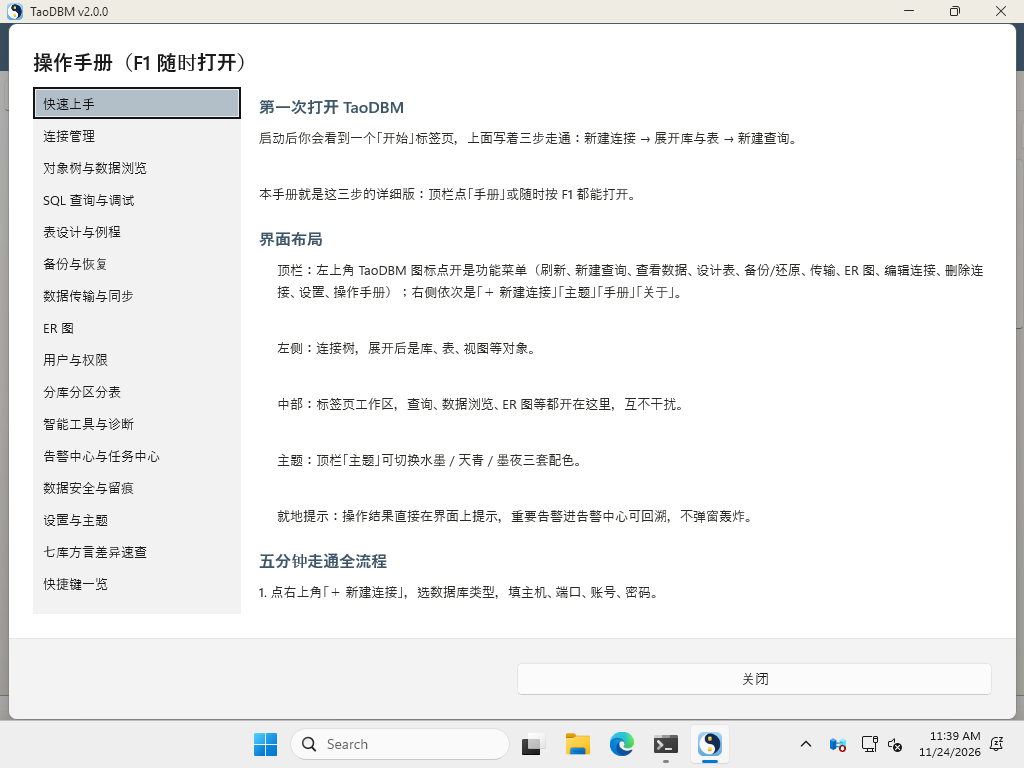 TaoDBM v2.0.0
操作手册（F1 随时打开）
快速上手
连接管理
对象树与数据浏览
SQL 查询与调试
表设计与例程
备份与恢复
数据传输与同步
ER 图
用户与权限
分库分区分表
智能工具与诊断
告警中心与任务中心
数据安全与留痕
设置与主题
七库方言差异速查
快捷键一览
第一次打开 TaoDBM
启动后你会看到一个「开始」标签页，上面写着三步走通：新建连接 → 展开库与表 → 新建查询。
本手册就是这三步的详细版：顶栏点「手册」或随时按 F1 都能打开。
界面布局
顶栏：左上角 TaoDBM 图标点开是功能菜单（刷新、新建查询、查看数据、设计表、备份/还原、传输、ER 图、编辑连接、删除连
接、设置、操作手册）；右侧依次是「＋ 新建连接」「主题」「手册」「关于」。
左侧：连接树，展开后是库、表、视图等对象。
中部：标签页工作区，查询、数据浏览、ER 图等都开在这里，互不干扰。
主题：顶栏「主题」可切换水墨 / 天青 / 墨夜三套配色。
就地提示：操作结果直接在界面上提示，重要告警进告警中心可回溯，不弹窗轰炸。
五分钟走通全流程
1. 点右上角「＋ 新建连接」，选数据库类型，填主机、端口、账号、密码。
关闭
Search
11:39 AM
11/24/2026